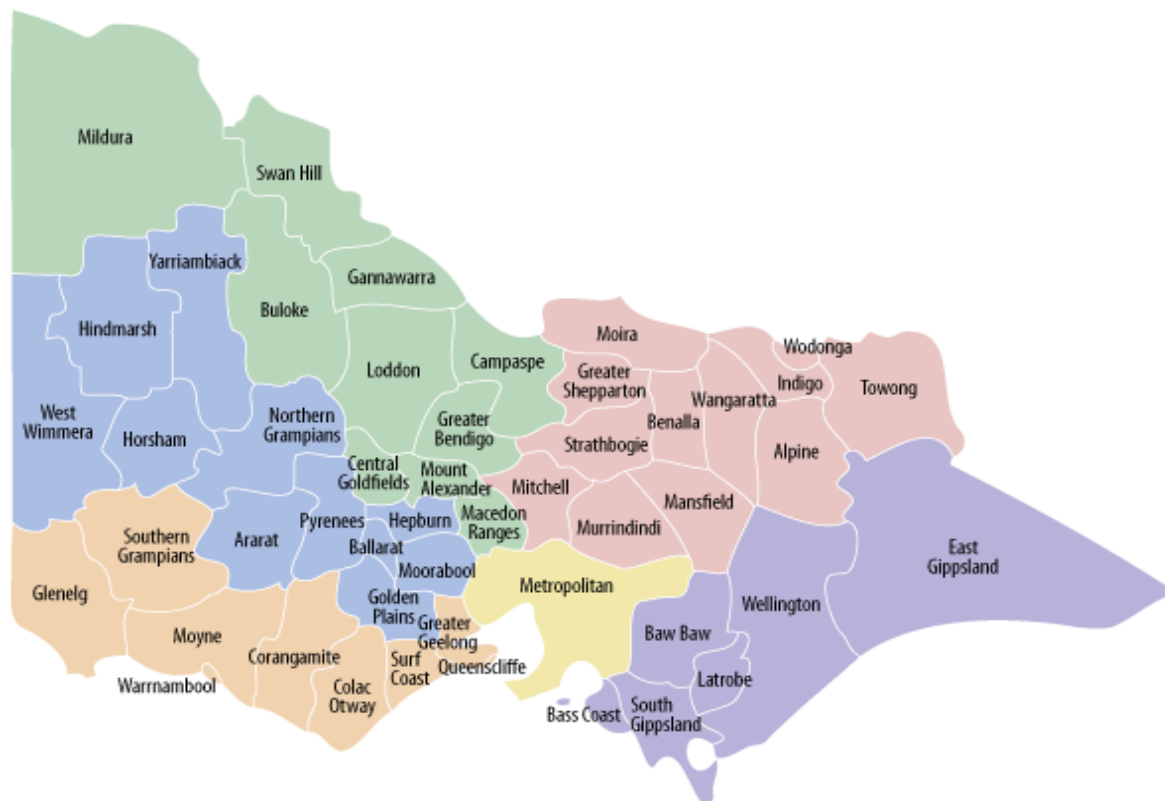 Mildura
Swan Hill
Yarriambiack
Gannawarra
Buloke
Hindmarsh
Moira
Wodonga
Campaspe
Loddon
Greater
Shepparton
Indigo
Towong
Wangaratta
West
Wimmera
Horsham
Northern
Grampians
Greater
Bendigo
Benalla
Strathbogie
Alpine
Central
Goldfields
Mount
Alexander
Mitchell
Mansfield
Macedon
Ranges
Murrindindi
Southern
Grampians
Ararat
Pyrenees
Hepburn
Ballarat
Moorabool
East
Gippsland
Glenelg
Metropolitan
Golden
Plains
Wellington
Moyne
Greater
Geelong
Baw Baw
Corangamite
Surf
Coast
Queenscliffe
Warrnambool
Colac
Otway
Latrobe
Bass Coast
South
Gippsland